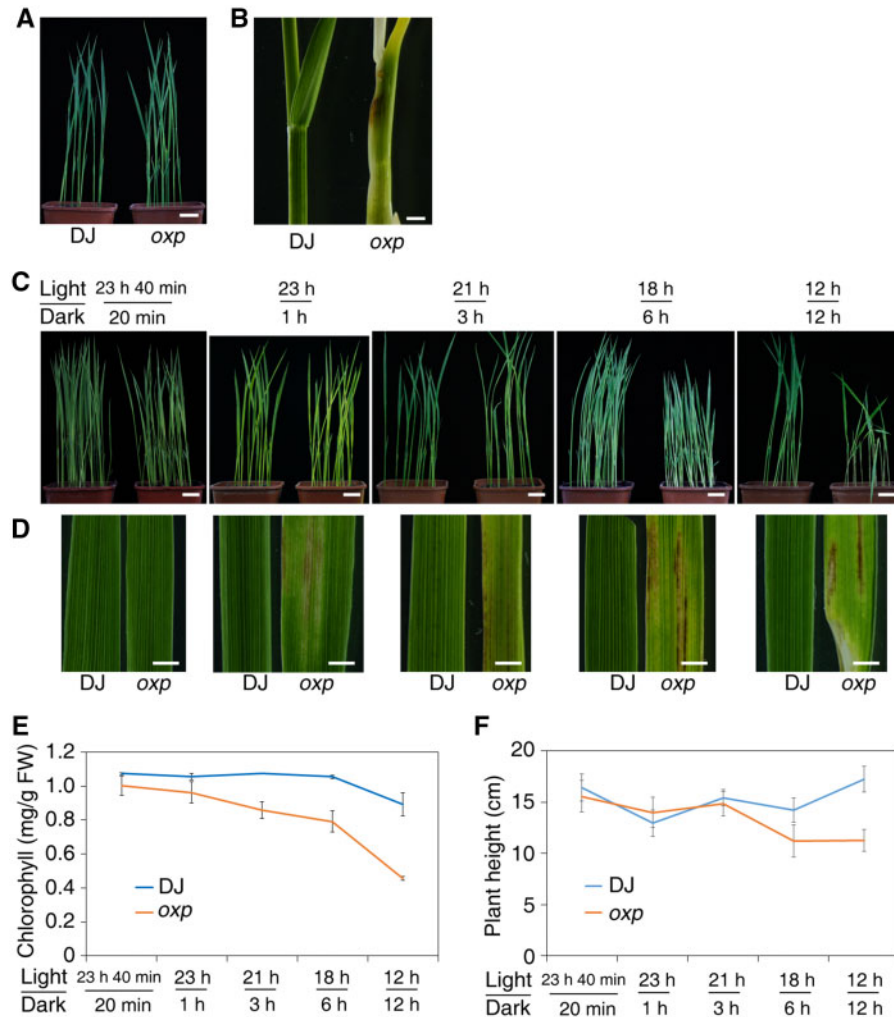 A
B
DJ
oxp
DJ
oxp
C
Light 23 h 40 min 23 h 21 h 18 h 12 h
Dark 20 min 1 h 3 h 6 h 12 h
D
DJ oxp DJ oxp DJ oxp DJ oxp DJ oxp
E
Chlorophyll (mg/g FW)
1.2
1.0
0.8
0.6
0.4
0.2
0
DJ
oxp
Light 23 h 40 min 23 h 21 h 18 h 12 h
Dark 20 min 1 h 3 h 6 h 12 h
F
Plant height (cm)
20
15
10
5
0
DJ
oxp
Light 23 h 40 min 23 h 21 h 18 h 12 h
Dark 20 min 1 h 3 h 6 h 12 h